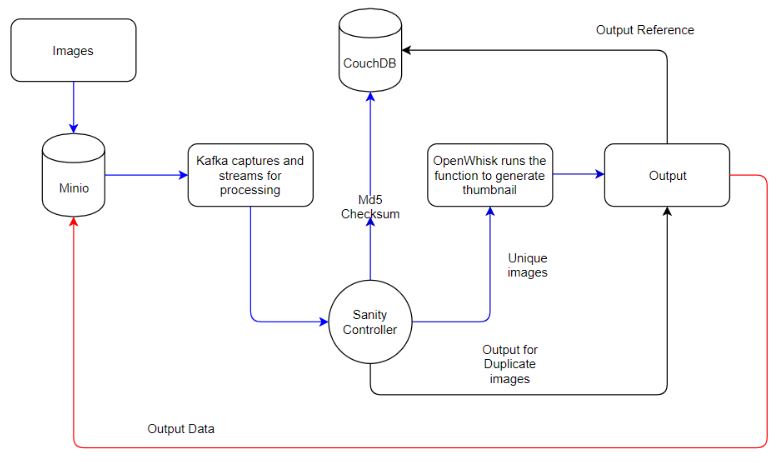 Output Reference
Images
CouchDB
Kafka captures and
streams for
processing
OpenWhisk runs the
function to generate
thumbnail
Output
Minio
Md5
Checksum
Unique
images
Sanity
Controller
Output for
Duplicate
images
Output Data